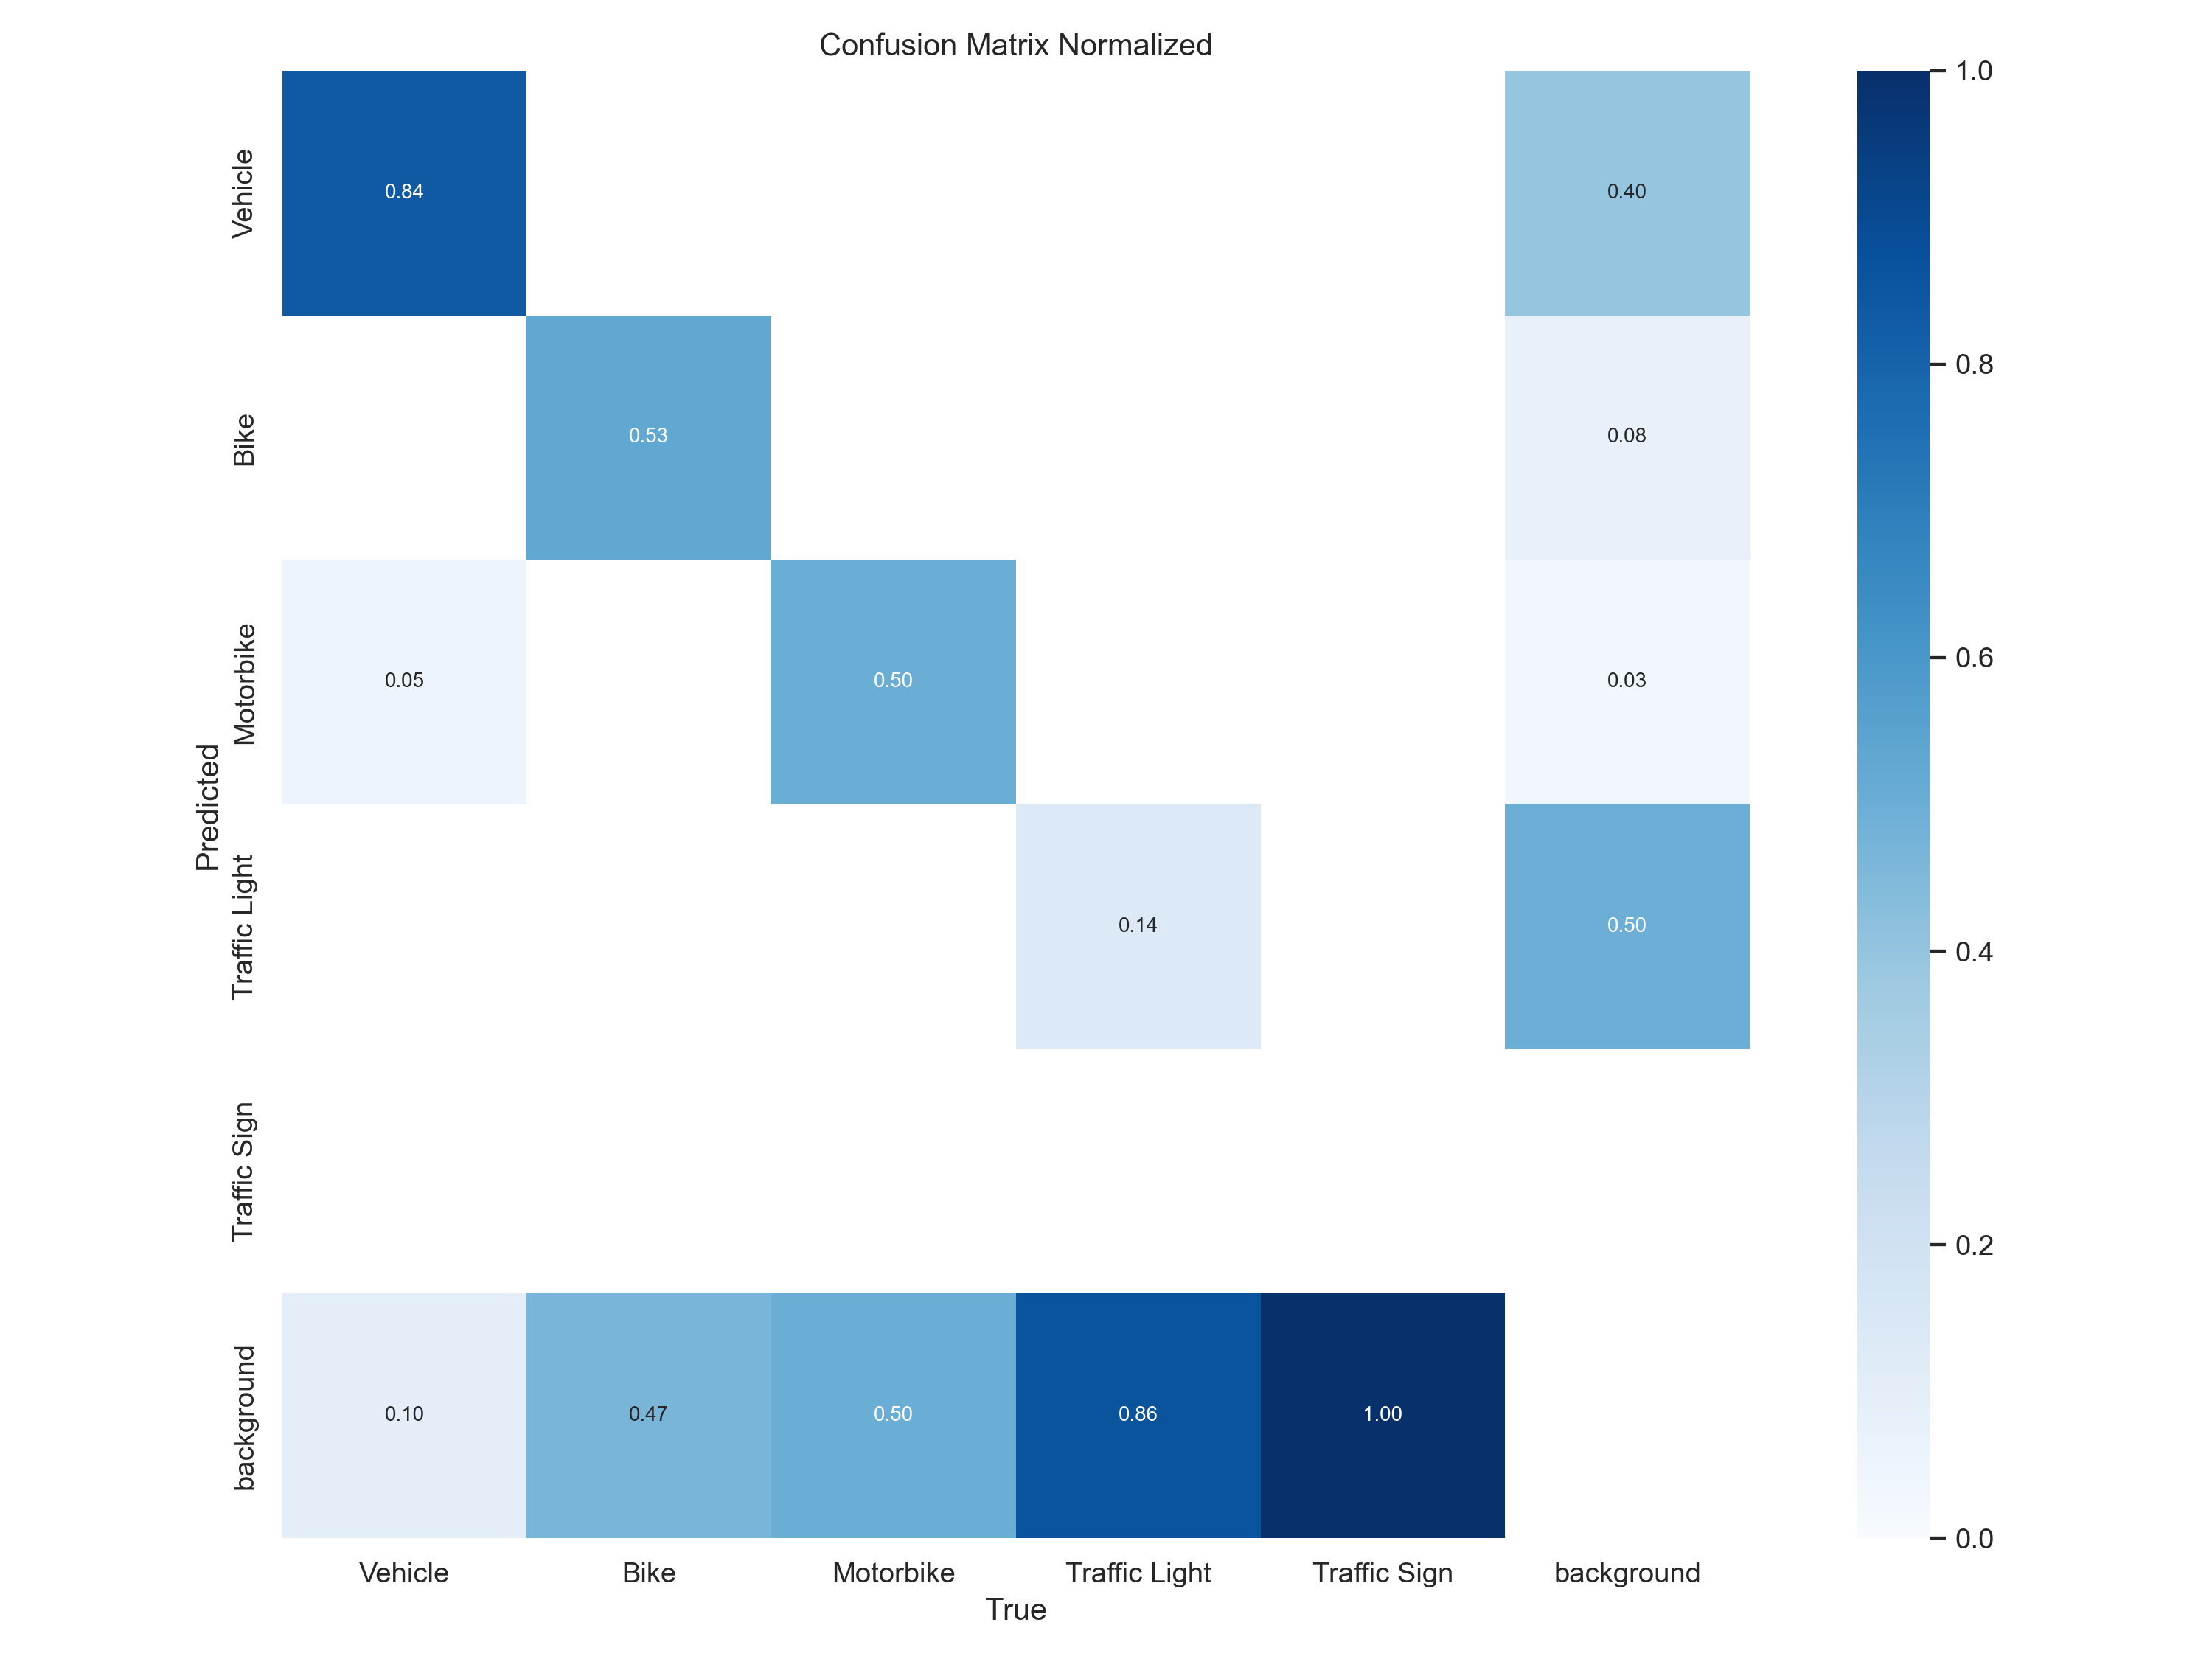 Confusion Matrix Normalized
Vehicle
0.84
0.40
1.0
0.8
Bike
0.53
0.08
0.6
Motorbike
0.05
0.50
0.03
Predicted
Traffic Light
0.14
0.50
0.4
Traffic Sign
0.2
background
0.10
0.47
0.50
0.86
1.00
0.0
Vehicle
Bike
Motorbike
Traffic Light
Traffic Sign
background
True